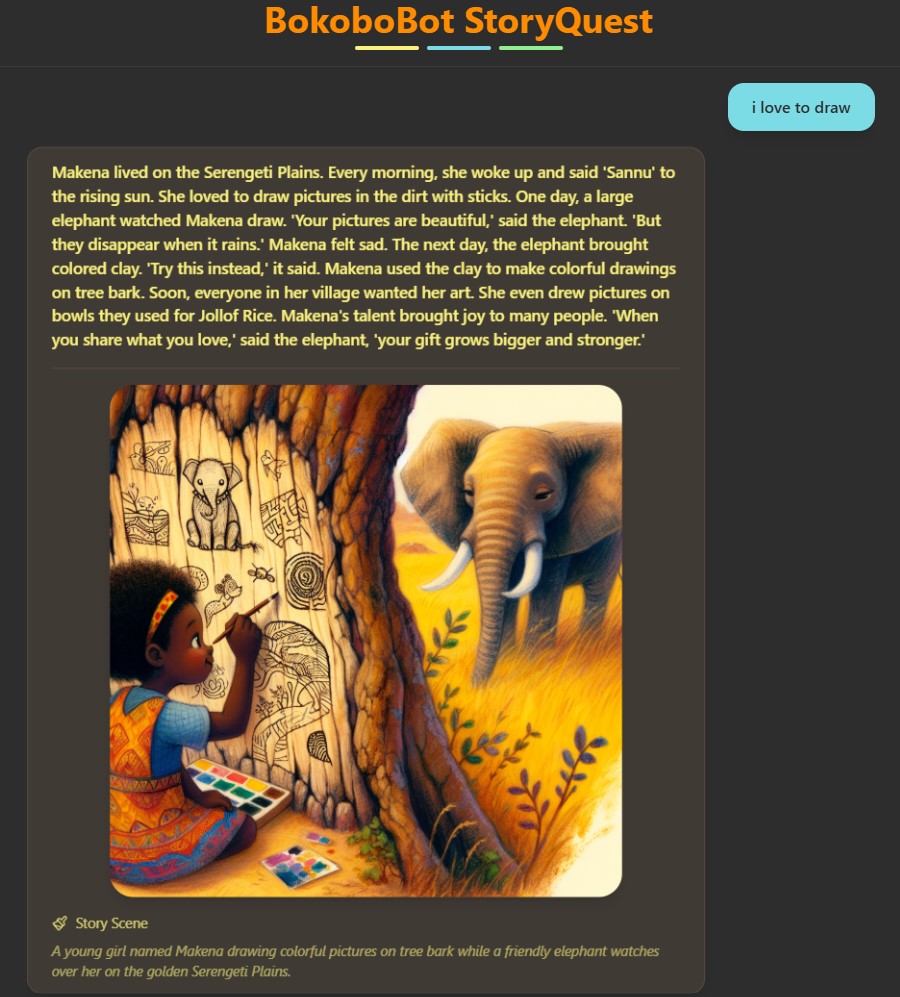 BokoboBot StoryQuest
i love to draw
Makena lived on the Serengeti Plains. Every morning, she woke up and said 'Sannu' to
the rising sun. She loved to draw pictures in the dirt with sticks. One day, a large
elephant watched Makena draw. 'Your pictures are beautiful,' said the elephant. 'But
they disappear when it rains.' Makena felt sad. The next day, the elephant brought
colored clay. 'Try this instead,' it said. Makena used the clay to make colorful drawings
on tree bark. Soon, everyone in her village wanted her art. She even drew pictures on
bowls they used for Jollof Rice. Makena's talent brought joy to many people. 'When
you share what you love,' said the elephant, 'your gift grows bigger and stronger.'
Story Scene
A young girl named Makena drawing colorful pictures on tree bark while a friendly elephant watches
over her on the golden Serengeti Plains.